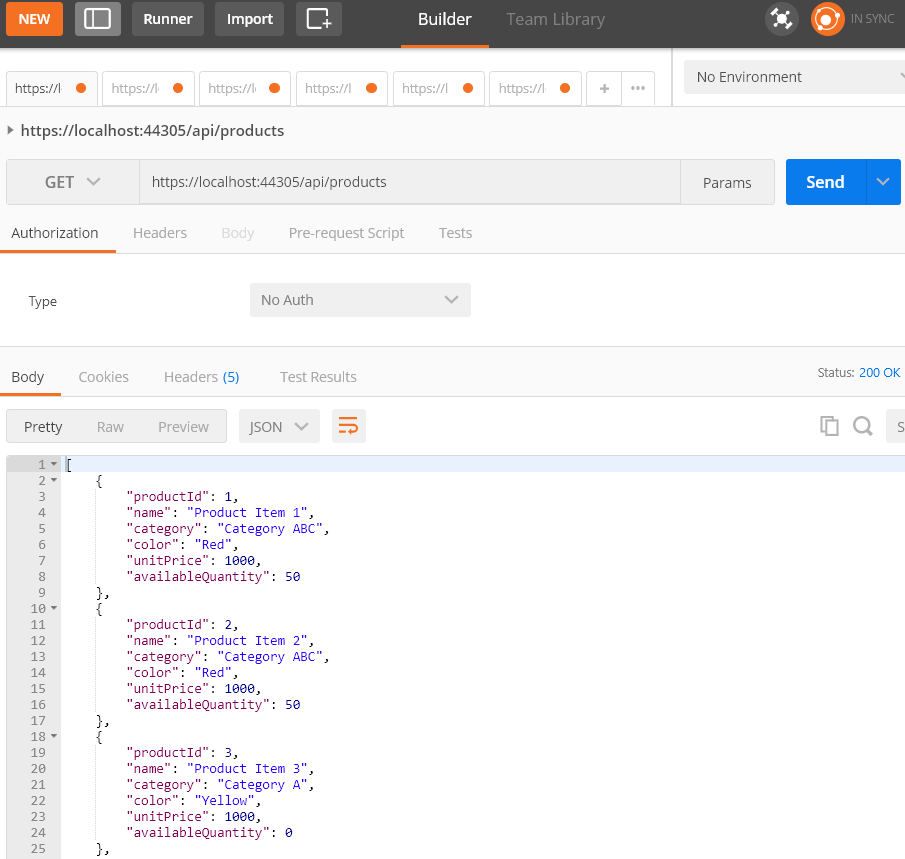 NEW Runner Import Builder Team Library IN SYNC
https://l https://l https://l https://l https://l https://l + ••• No Environment
https://localhost:44305/api/products
GET https://localhost:44305/api/products Params Send
Authorization Headers Body Pre-request Script Tests
Type No Auth
Body Cookies Headers (5) Test Results Status: 200 OK
Pretty Raw Preview JSON S
1 [
2 {
3 "productId": 1,
4 "name": "Product Item 1",
5 "category": "Category ABC",
6 "color": "Red",
7 "unitPrice": 1000,
8 "availableQuantity": 50
9 },
10 {
11 "productId": 2,
12 "name": "Product Item 2",
13 "category": "Category ABC",
14 "color": "Red",
15 "unitPrice": 1000,
16 "availableQuantity": 50
17 },
18 {
19 "productId": 3,
20 "name": "Product Item 3",
21 "category": "Category A",
22 "color": "Yellow",
23 "unitPrice": 1000,
24 "availableQuantity": 0
25 },